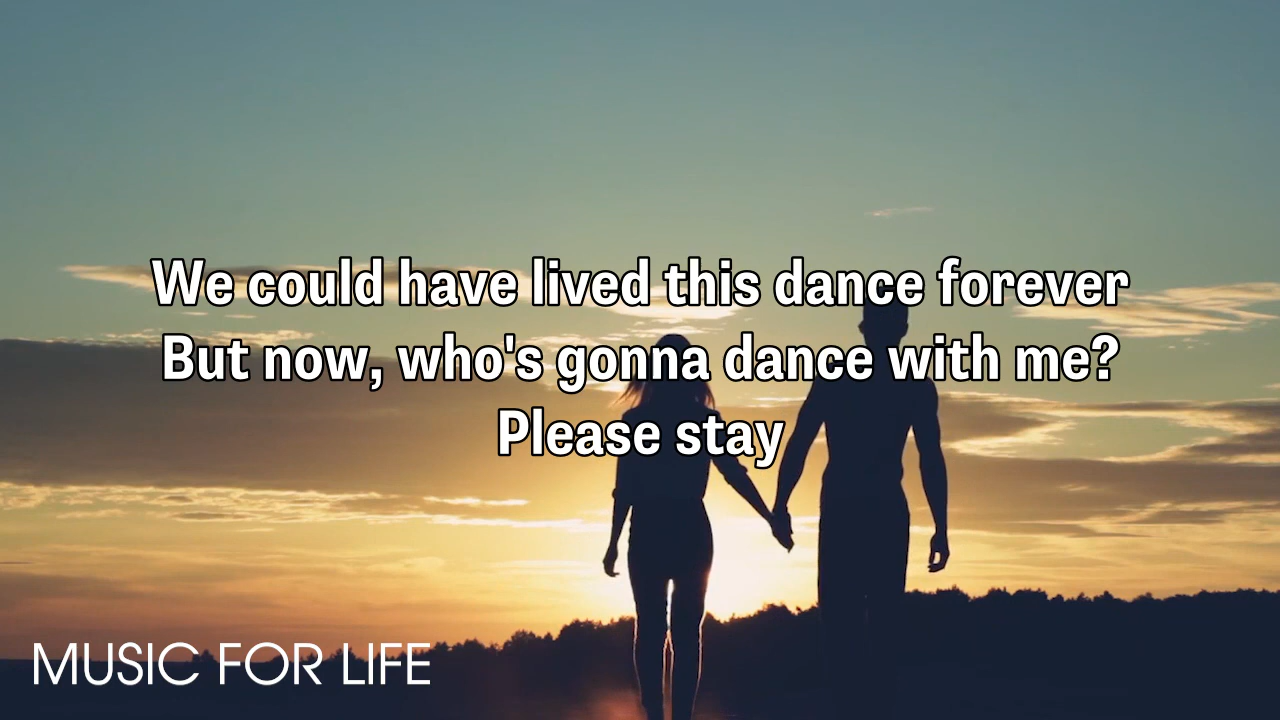 We could have lived this dance forever
But now, who's gonna dance with me?
Please stay
MUSIC FOR LIFE